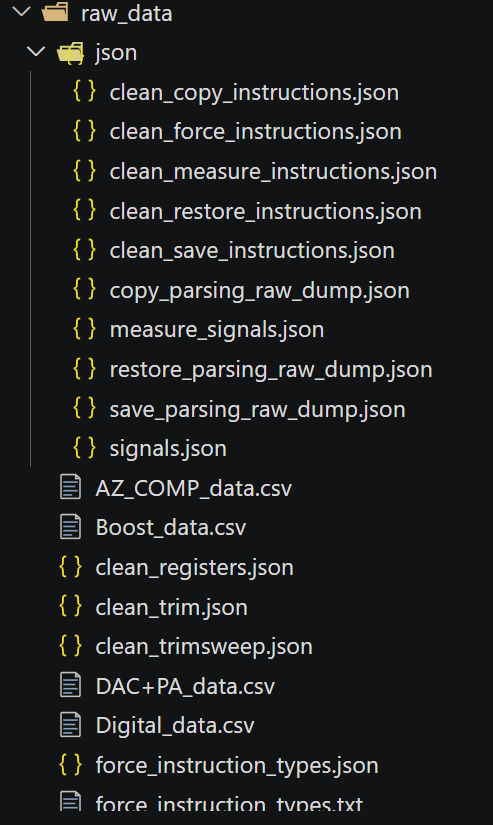 raw_data
json
{ } clean_copy_instructions.json
{ } clean_force_instructions.json
{ } clean_measure_instructions.json
{ } clean_restore_instructions.json
{ } clean_save_instructions.json
{ } copy_parsing_raw_dump.json
{ } measure_signals.json
{ } restore_parsing_raw_dump.json
{ } save_parsing_raw_dump.json
{ } signals.json
AZ_COMP_data.csv
Boost_data.csv
{ } clean_registers.json
{ } clean_trim.json
{ } clean_trimsweep.json
DAC+PA_data.csv
Digital_data.csv
{ } force_instruction_types.json
force_instruction_types.txt